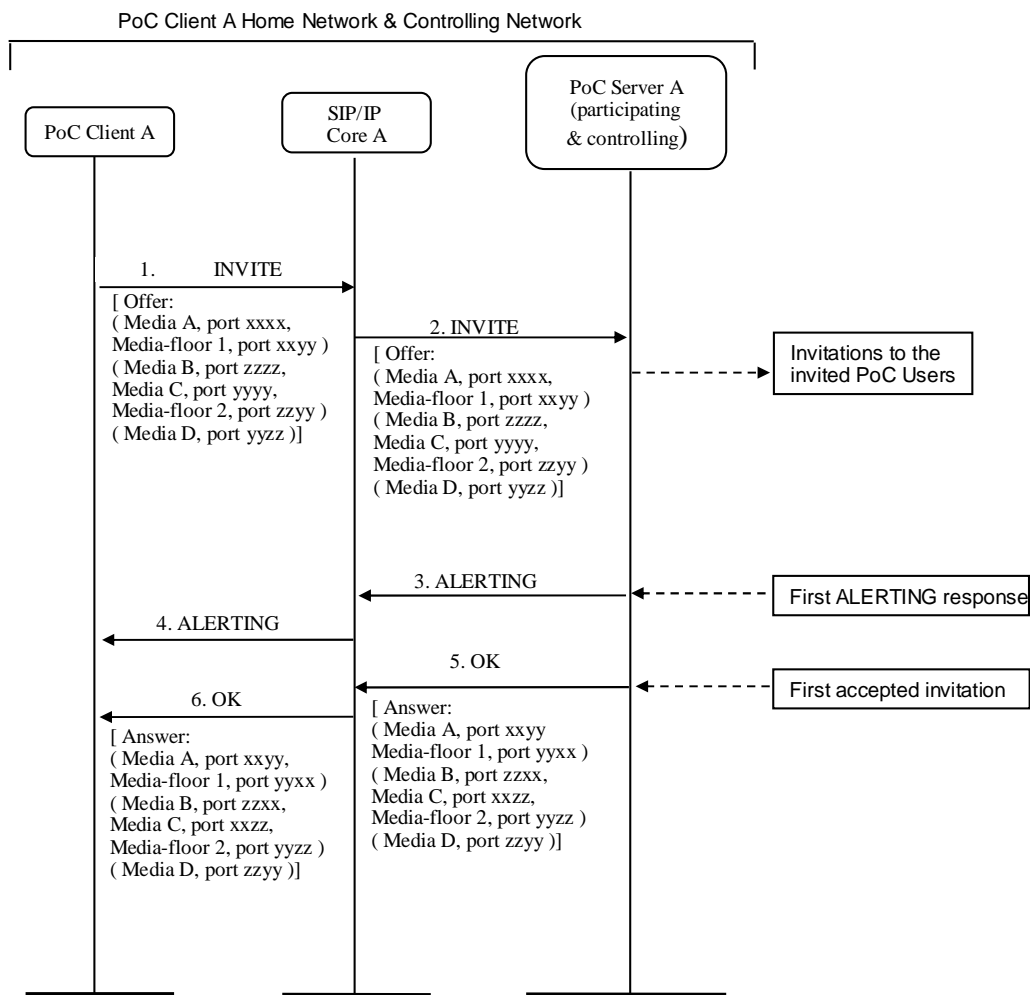 PoC Client A Home Network & Controlling Network
PoC Client A
SIP/IP
Core A
PoC Server A
(participating
& controlling)
1. INVITE
[ Offer:
( Media A, port xxxx,
Media-floor 1, port xxyy )
( Media B, port zzzz,
Media C, port yyyy,
Media-floor 2, port zzyy )
( Media D, port yyzz )]
2. INVITE
[ Offer:
( Media A, port xxxx,
Media-floor 1, port xxyy )
( Media B, port zzzz,
Media C, port yyyy,
Media-floor 2, port zzyy )
( Media D, port yyzz )]
Invitations to the
invited PoC Users
3. ALERTING
First ALERTING response
4. ALERTING
5. OK
First accepted invitation
[ Answer:
( Media A, port xxyy
Media-floor 1, port yyxx )
( Media B, port zzxx,
Media C, port xxzz,
Media-floor 2, port yyzz )
( Media D, port zzyy )]
6. OK
[ Answer:
( Media A, port xxyy,
Media-floor 1, port yyxx )
( Media B, port zzxx,
Media C, port xxzz,
Media-floor 2, port yyzz )
( Media D, port zzyy )]